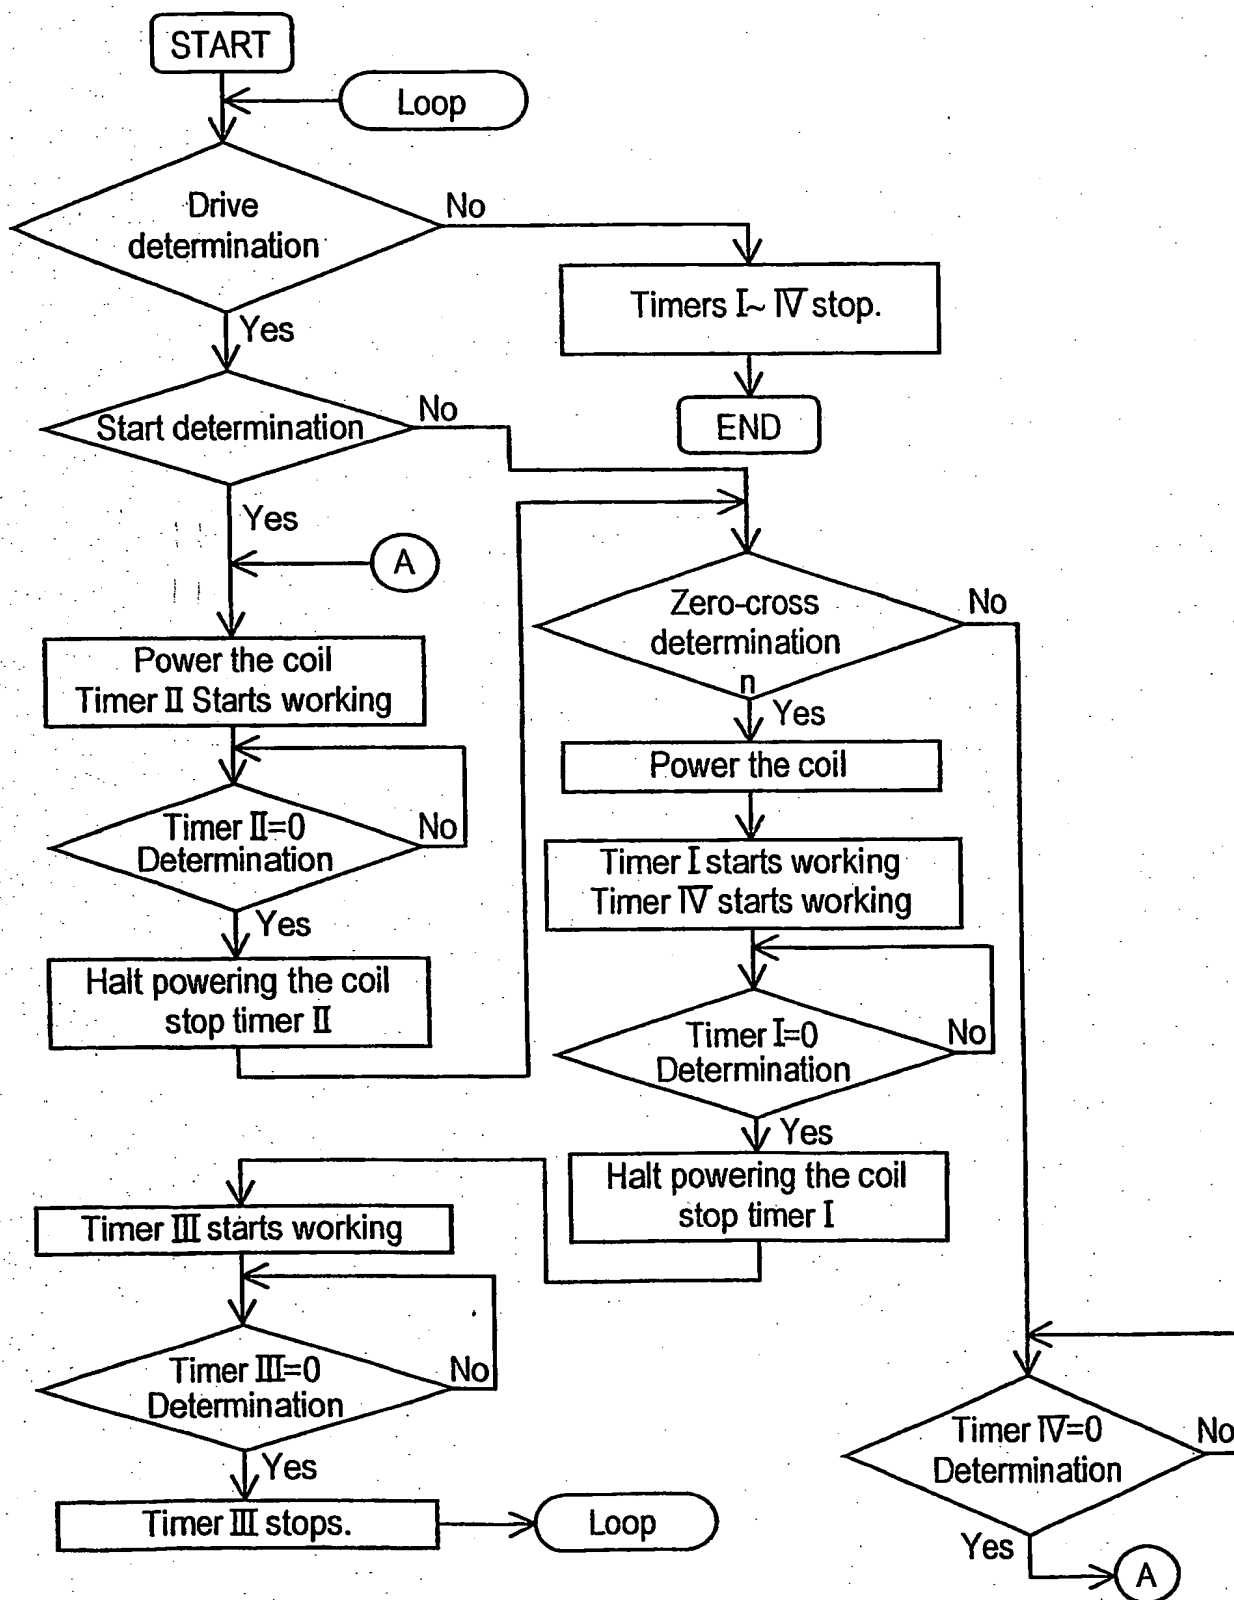 START
Loop
Drive
determination
No
Timers I~ IV stop.
Yes
END
Start determination
No
Yes
A
Zero-cross
determination
n
No
Yes
Power the coil
Timer II Starts working
Power the coil
Timer II=0
Determination
No
Timer I starts working
Timer IV starts working
Yes
Halt powering the coil
stop timer II
Timer I=0
Determination
No
Yes
Halt powering the coil
stop timer I
Timer III starts working
Timer III=0
Determination
No
Timer IV=0
Determination
No
Yes
Timer III stops.
Loop
Yes
A